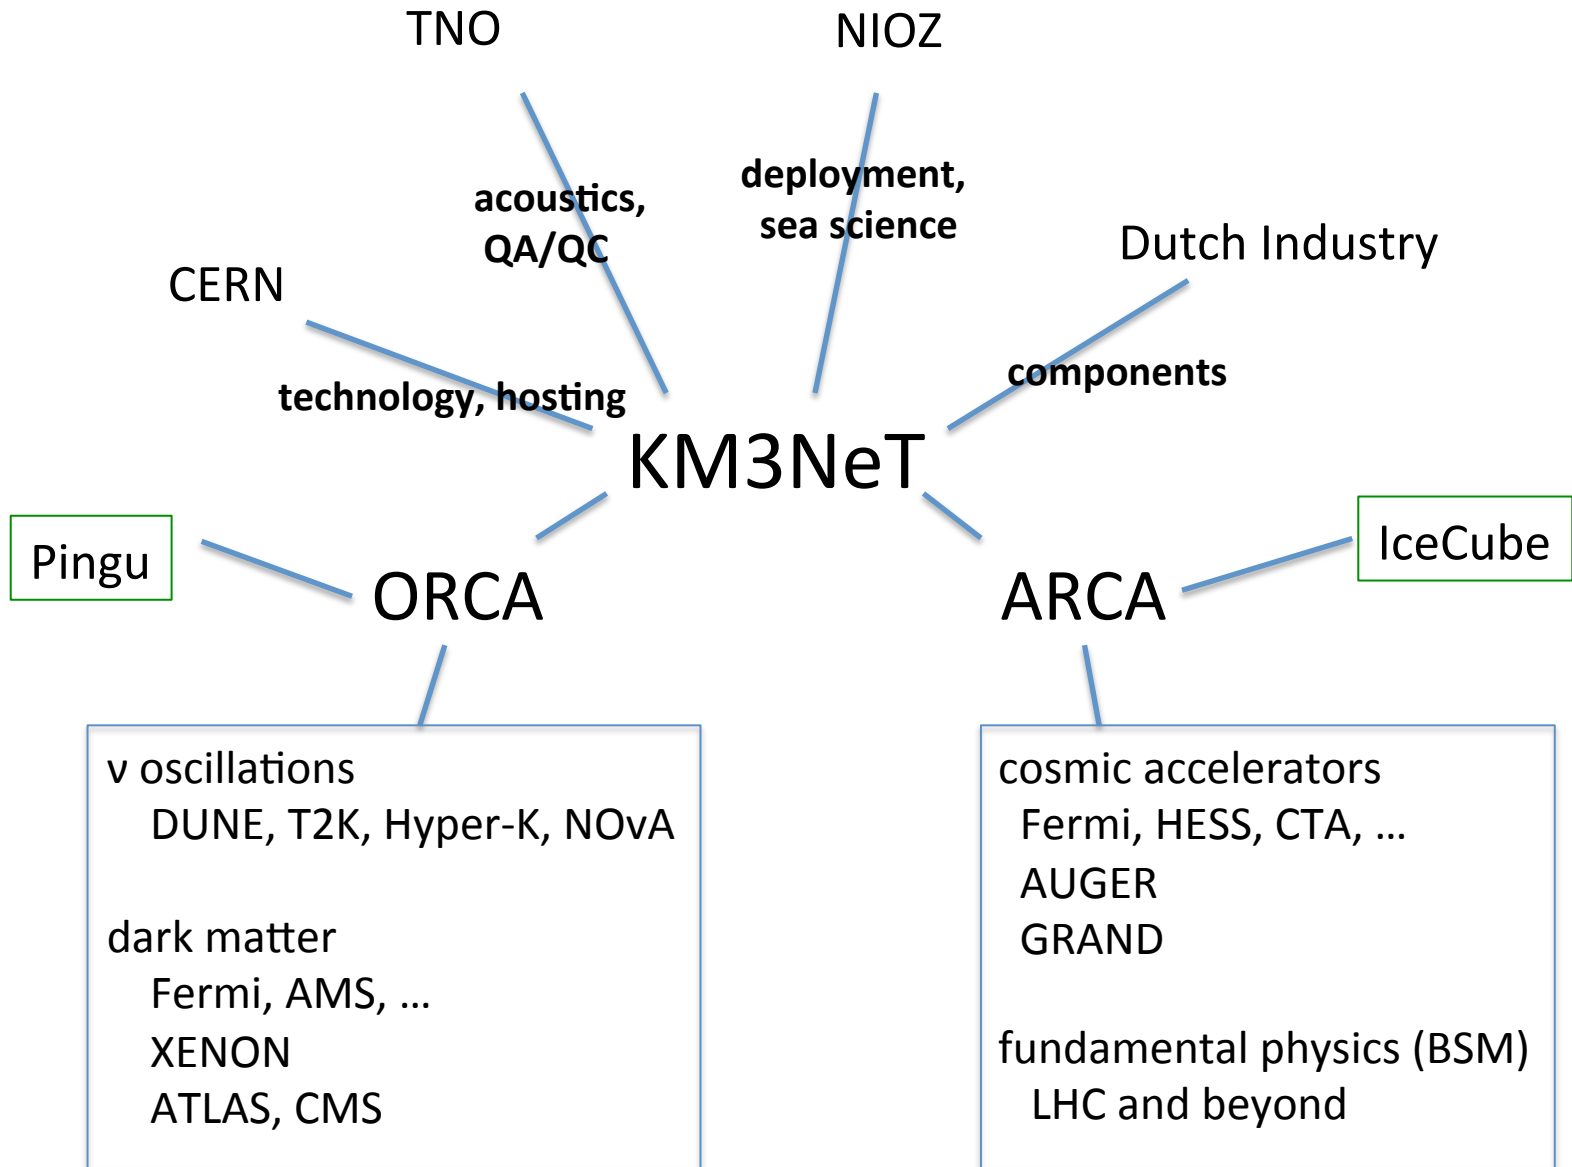 TNO
NIOZ
deployment,
sea science
acoustics,
QA/QC
Dutch Industry
CERN
components
technology, hosting
KM3NeT
Pingu
IceCube
ORCA
ARCA
ν oscillations
DUNE, T2K, Hyper-K, NOvA
dark matter
Fermi, AMS, ...
XENON
ATLAS, CMS
cosmic accelerators
Fermi, HESS, CTA, ...
AUGER
GRAND
fundamental physics (BSM)
LHC and beyond